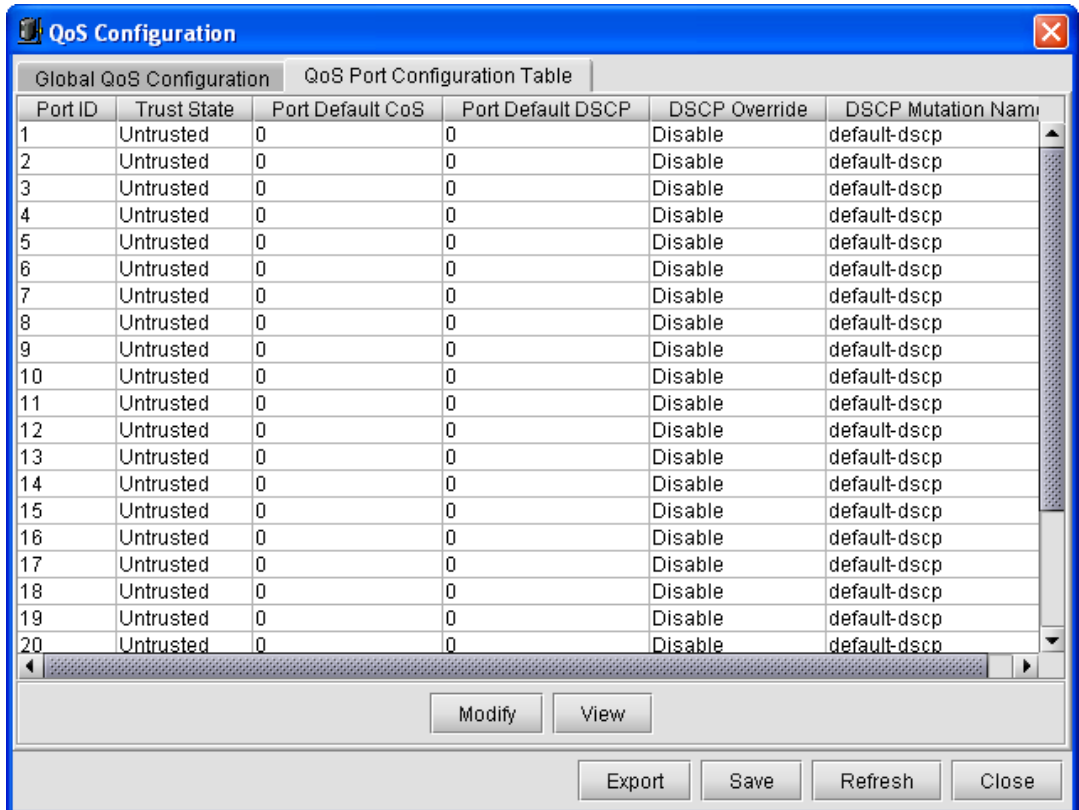 QoS Configuration
Global QoS Configuration QoS Port Configuration Table
Port ID Trust State Port Default CoS Port Default DSCP DSCP Override DSCP Mutation Name
1 Untrusted 0 0 Disable default-dscp
2 Untrusted 0 0 Disable default-dscp
3 Untrusted 0 0 Disable default-dscp
4 Untrusted 0 0 Disable default-dscp
5 Untrusted 0 0 Disable default-dscp
6 Untrusted 0 0 Disable default-dscp
7 Untrusted 0 0 Disable default-dscp
8 Untrusted 0 0 Disable default-dscp
9 Untrusted 0 0 Disable default-dscp
10 Untrusted 0 0 Disable default-dscp
11 Untrusted 0 0 Disable default-dscp
12 Untrusted 0 0 Disable default-dscp
13 Untrusted 0 0 Disable default-dscp
14 Untrusted 0 0 Disable default-dscp
15 Untrusted 0 0 Disable default-dscp
16 Untrusted 0 0 Disable default-dscp
17 Untrusted 0 0 Disable default-dscp
18 Untrusted 0 0 Disable default-dscp
19 Untrusted 0 0 Disable default-dscp
20 Untrusted 0 0 Disable default-dscp
Modify View
Export Save Refresh Close